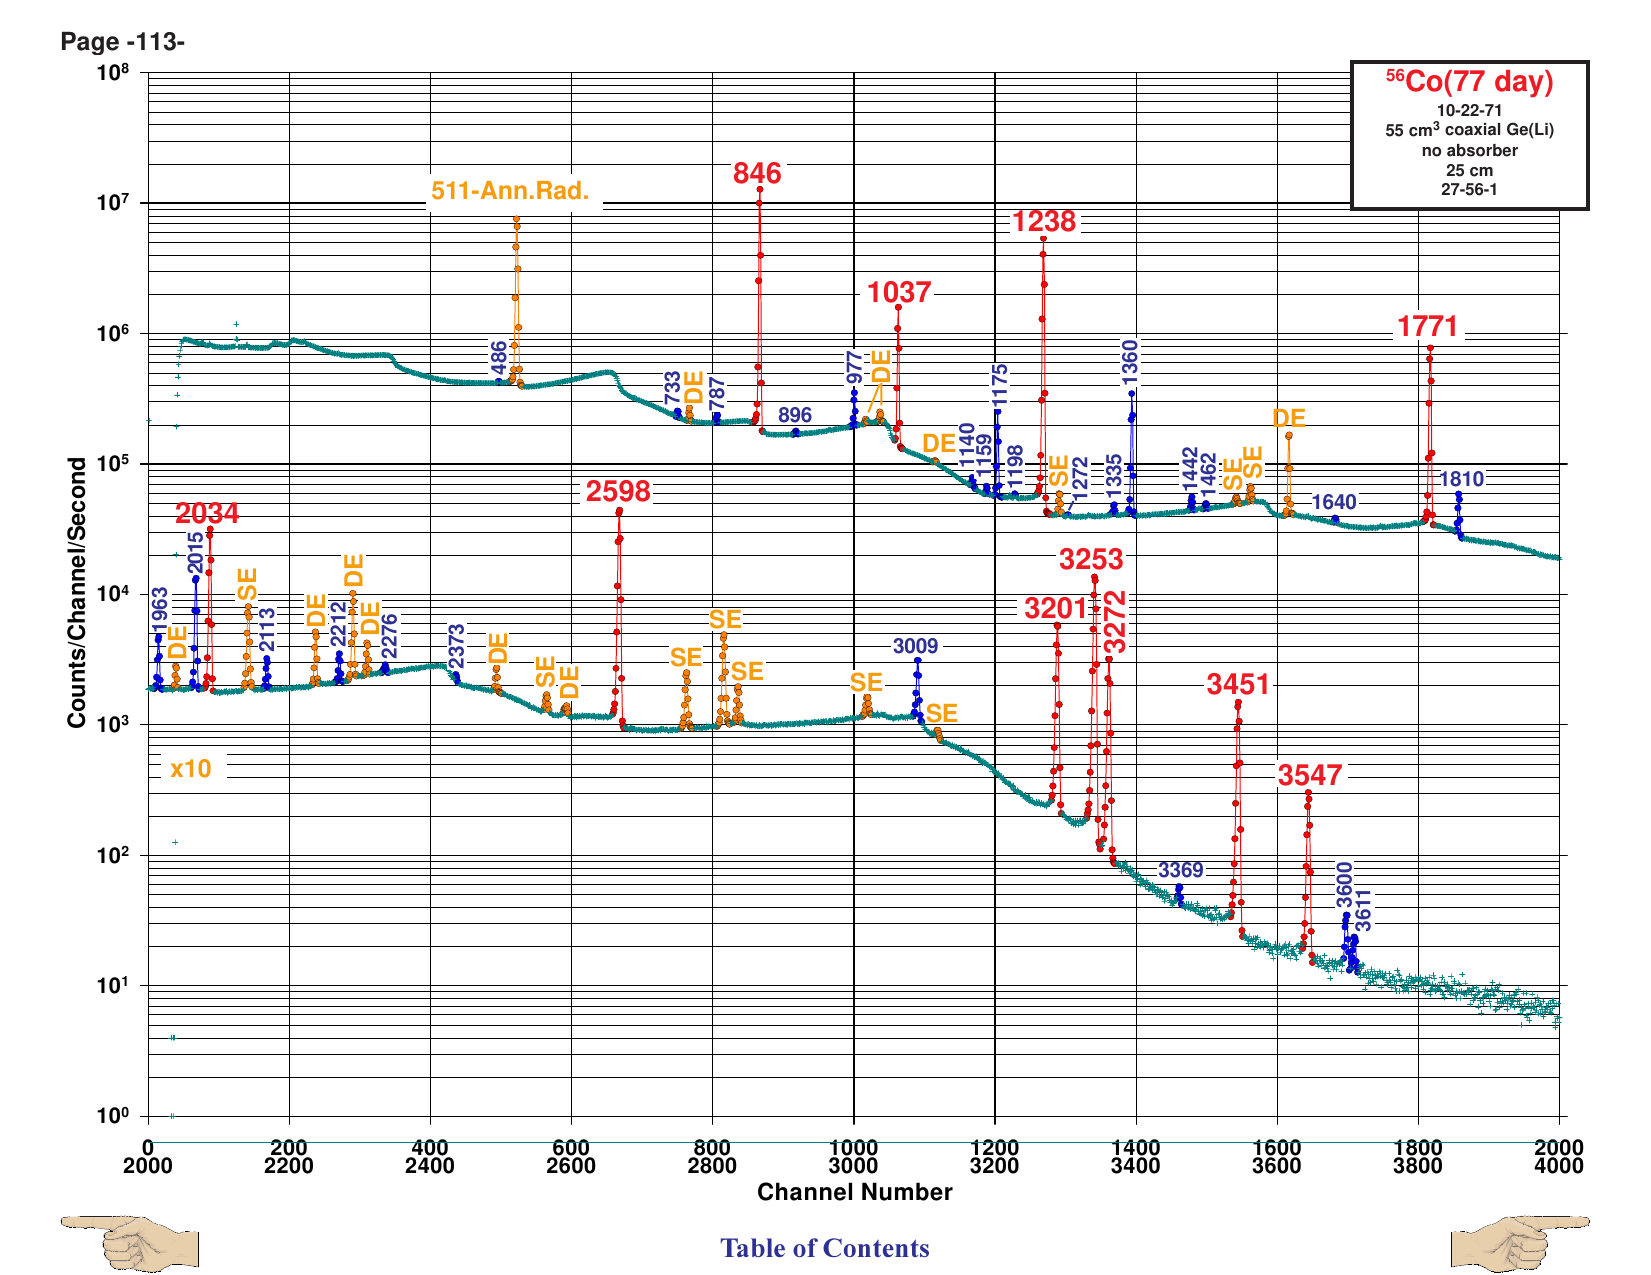 Page -113-
⁵⁶Co(77 day)
10-22-71
55 cm³ coaxial Ge(Li)
no absorber
25 cm
27-56-1
10⁸
10⁷
10⁶
10⁵
10⁴
10³
10²
10¹
10⁰
Counts/Channel/Second
511-Ann.Rad.
846
1238
1037
1771
486
733
DE
787
896
977
DE
DE
1140
1159
1175
1198
SE
1272
1335
1360
1442
1462
SE
SE
DE
1640
1810
1963
DE
2015
2034
SE
2113
DE
2212
DE
DE
2276
2373
DE
SE
DE
2598
SE
SE
SE
SE
3009
SE
3201
3253
3272
3369
3451
3547
3600
3611
x10
0 200 400 600 800 1000 1200 1400 1600 1800 2000
2000 2200 2400 2600 2800 3000 3200 3400 3600 3800 4000
Channel Number
Table of Contents